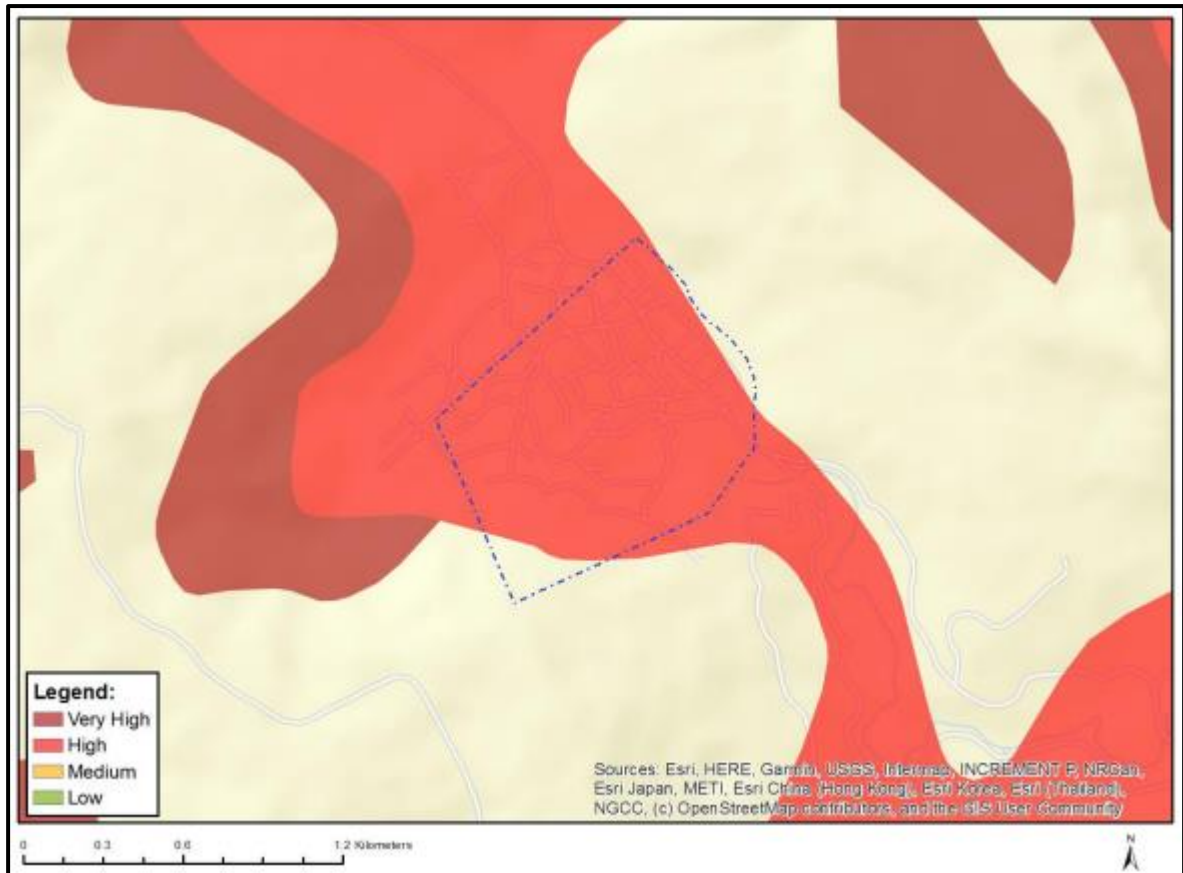 Legend:
Very High
High
Medium
Low
Sources: Esri, HERE, Garmin, USGS, Intermap, INCREMENT P, NRCan,
Esri Japan, METI, Esri China (Hong Kong), Esri Korea, Esri (Thailand),
NGCC, (c) OpenStreetMap contributors, and the GIS User Community
0 0.3 0.6 1.2 Kilometers
N